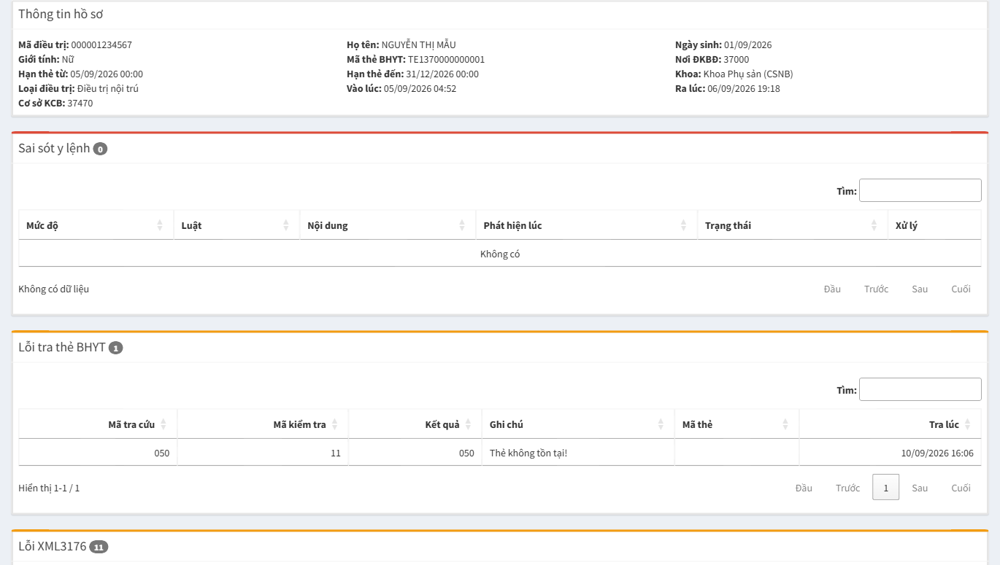 Thông tin hồ sơ
Mã điều trị: 000001234567 Họ tên: NGUYỄN THỊ MẪU Ngày sinh: 01/09/2026
Giới tính: Nữ Mã thẻ BHYT: TE1370000000001 Nơi ĐKBĐ: 37000
Hạn thẻ từ: 05/09/2026 00:00 Hạn thẻ đến: 31/12/2026 00:00 Khoa: Khoa Phụ sản (CSNB)
Loại điều trị: Điều trị nội trú Vào lúc: 05/09/2026 04:52 Ra lúc: 06/09/2026 19:18
Cơ sở KCB: 37470
Sai sót y lệnh 0
Tìm:
Mức độ Luật Nội dung Phát hiện lúc Trạng thái Xử lý
Không có
Không có dữ liệu Đầu Trước Sau Cuối
Lỗi tra thẻ BHYT 1
Tìm:
Mã tra cứu Mã kiểm tra Kết quả Ghi chú Mã thẻ Tra lúc
050 11 050 Thẻ không tồn tại! 10/09/2026 16:06
Hiển thị 1-1 / 1 Đầu Trước 1 Sau Cuối
Lỗi XML3176 11